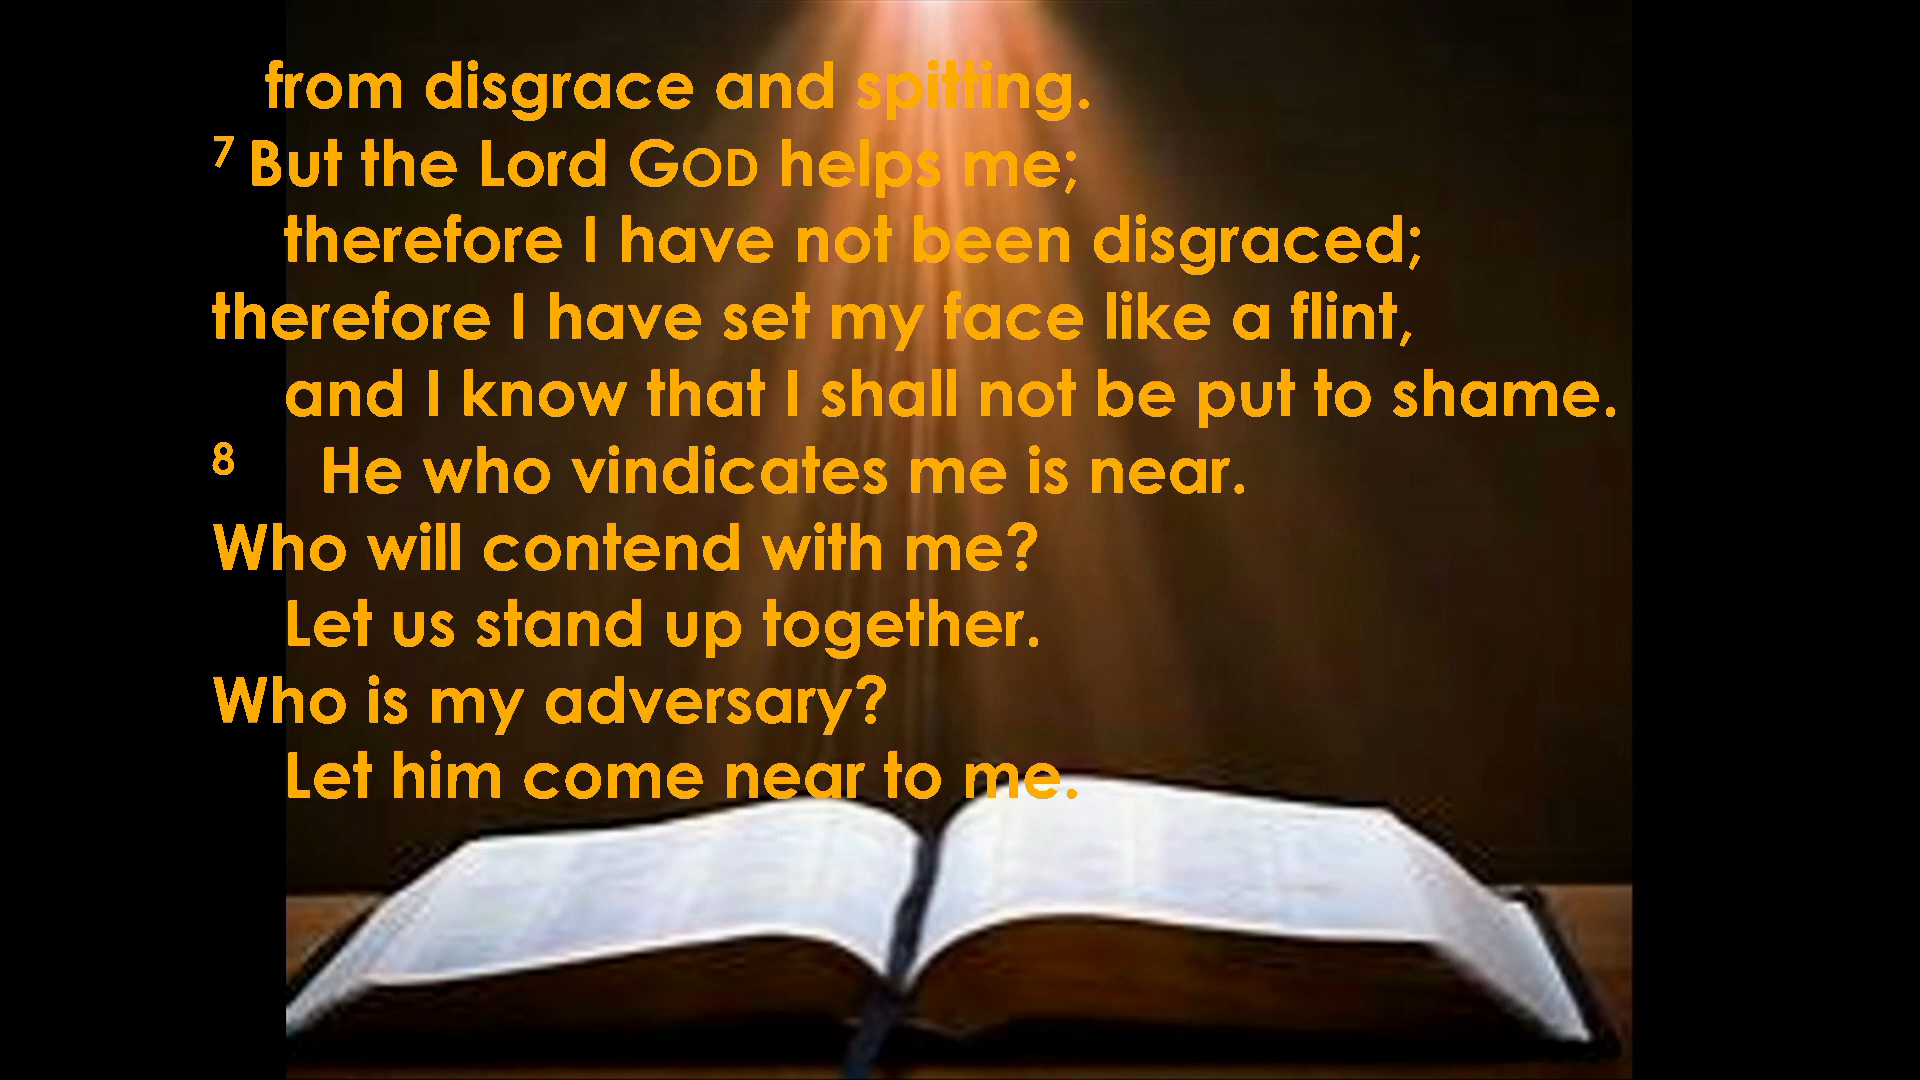 from disgrace and spitting.
7 But the Lord GOD helps me;
therefore I have not been disgraced;
therefore I have set my face like a flint,
and I know that I shall not be put to shame.
8 He who vindicates me is near.
Who will contend with me?
Let us stand up together.
Who is my adversary?
Let him come near to me.